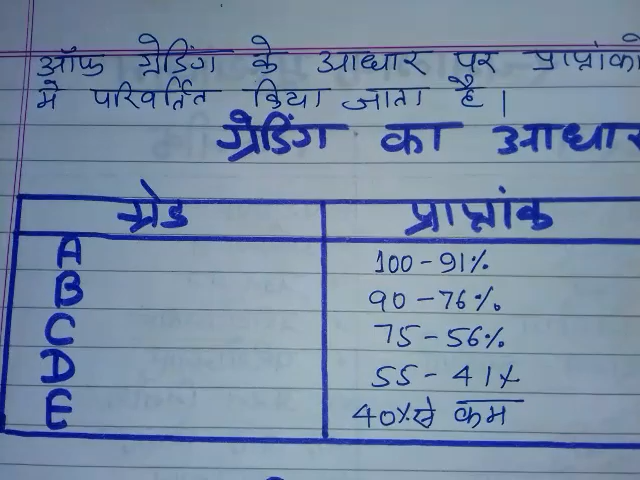 ऑफ ग्रेडिंग के आधार पर प्राप्तांको
मे परिवर्तित किया जाता है।
ग्रेडिंग का आधार
ग्रेड प्राप्तांक
A 100-91%
B 90-76%
C 75-56%
D 55-41%
E 40% से कम